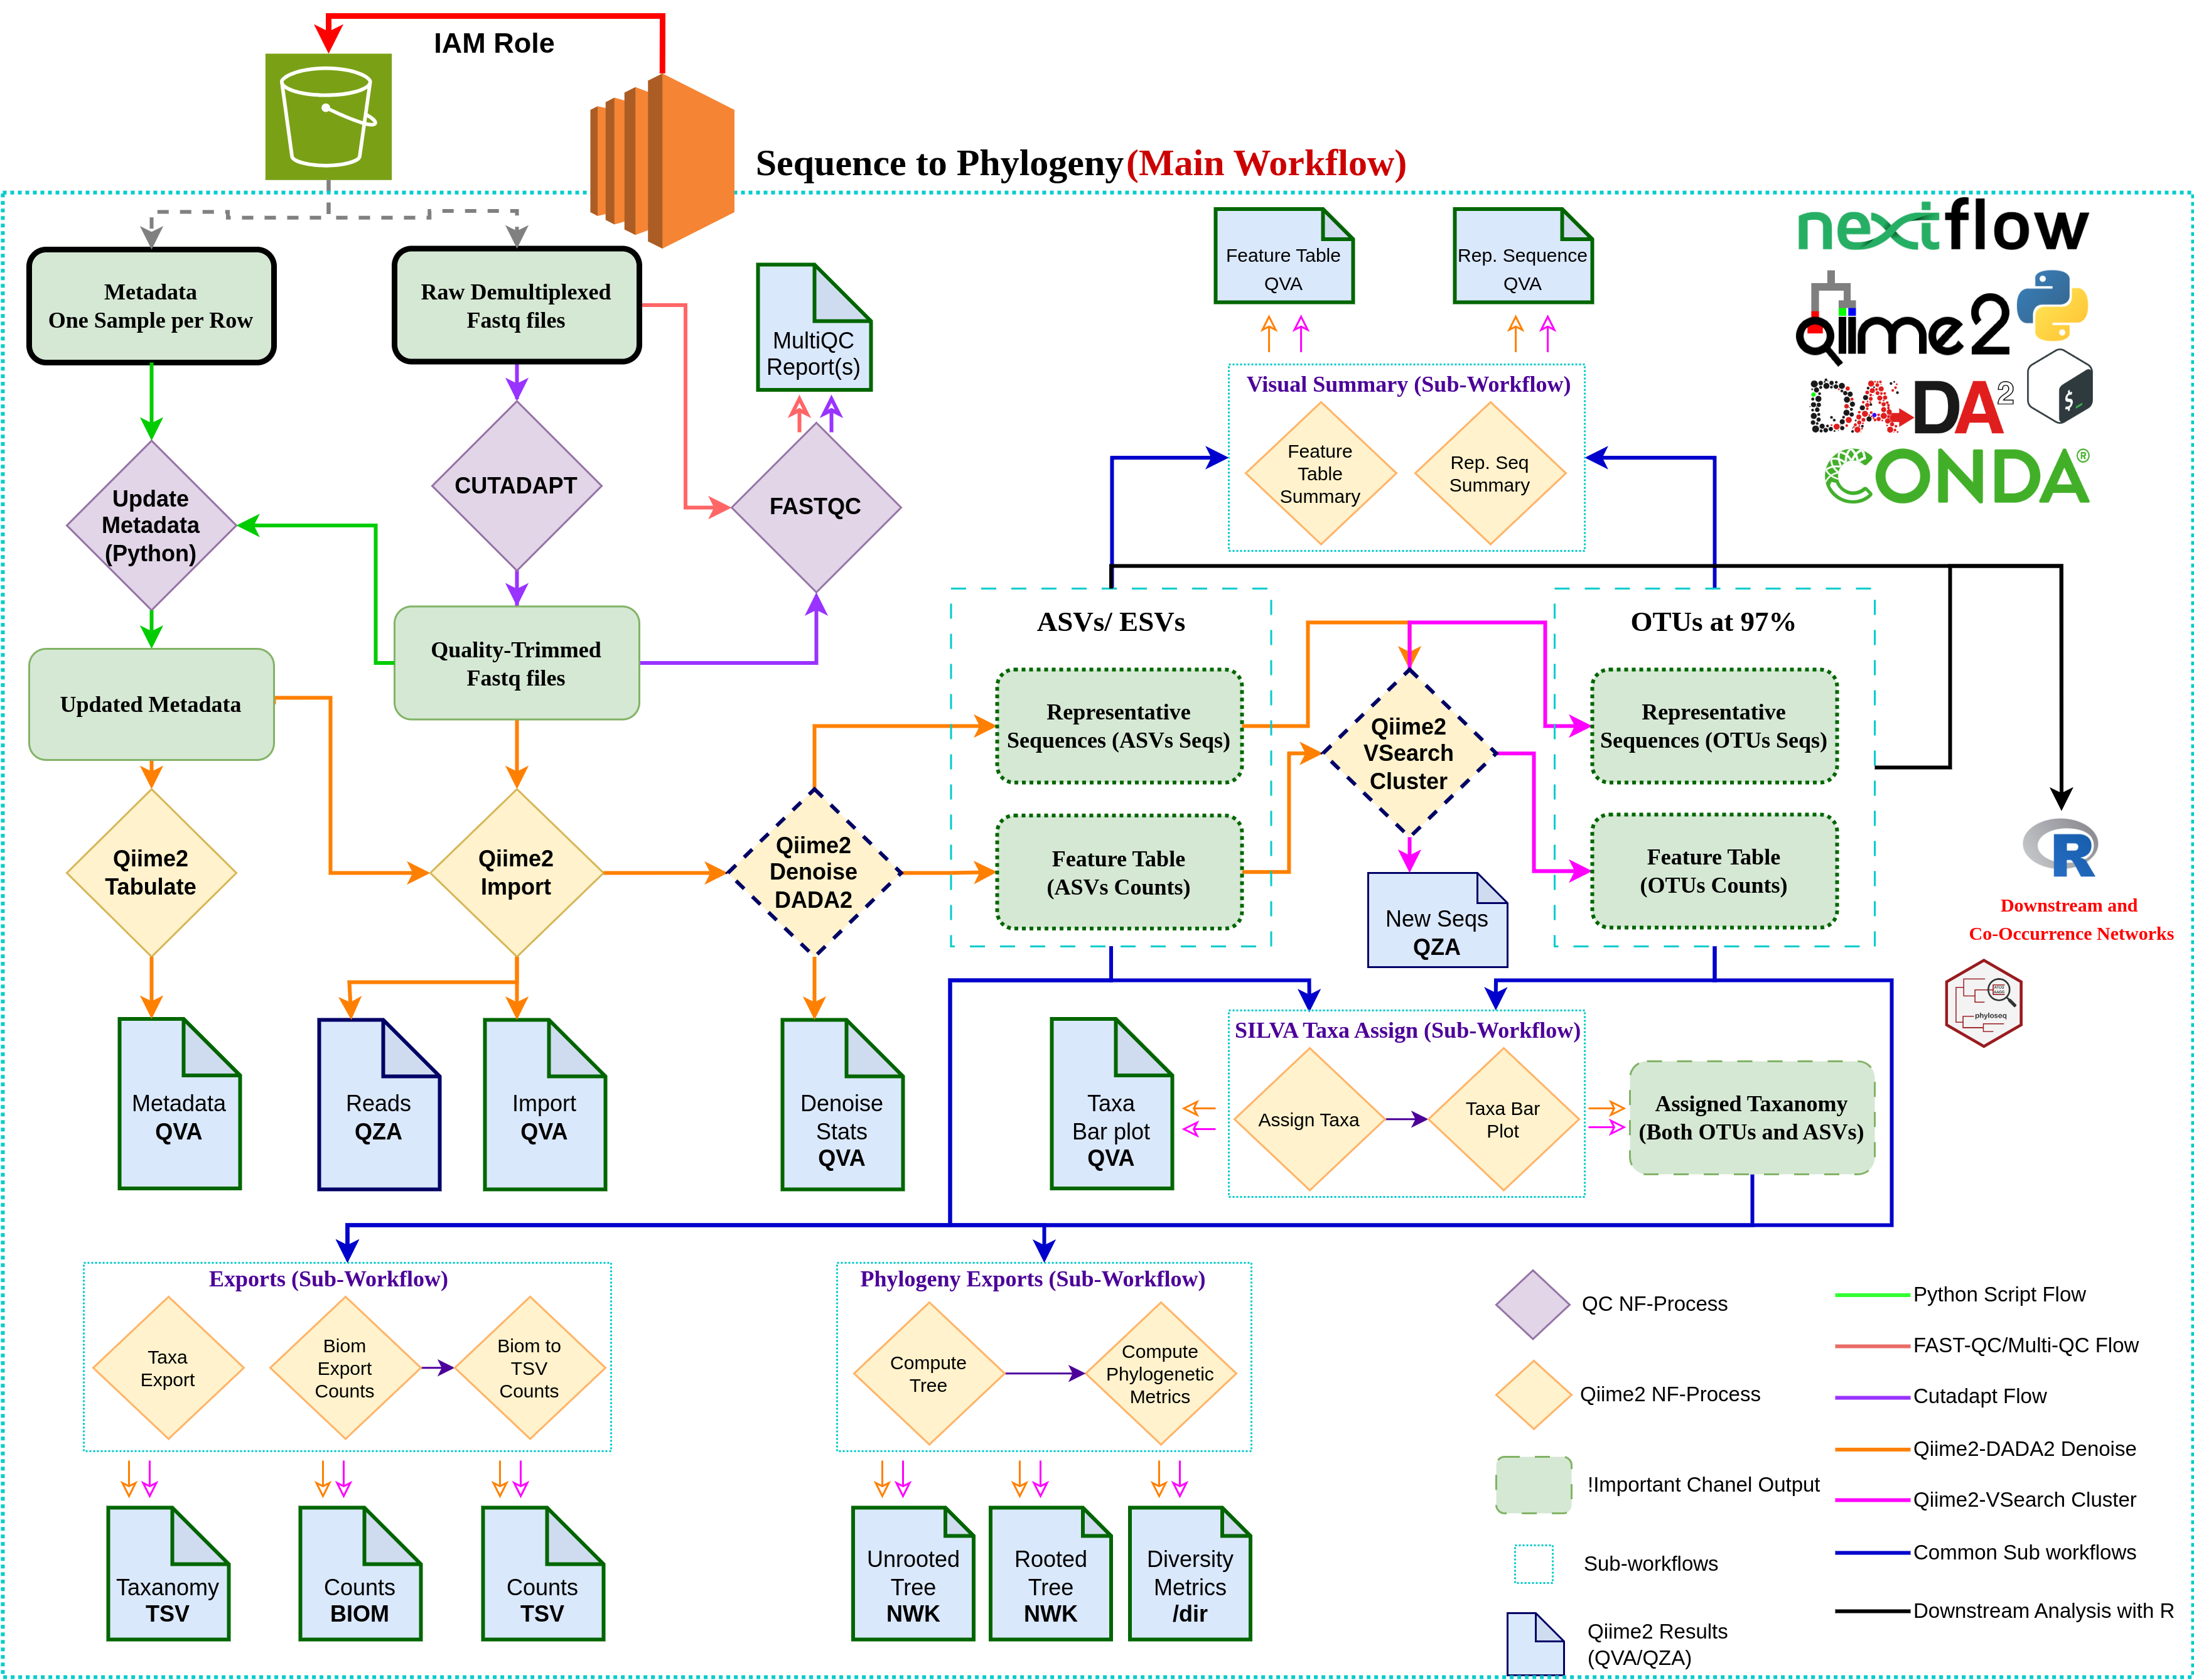 IAM Role
Sequence to Phylogeny(Main Workflow)
Metadata
One Sample per Row
Raw Demultiplexed
Fastq files
MultiQC
Report(s)
Feature Table
QVA
Rep. Sequence
QVA
nextflow
qiime2
DADA2
$_
CONDA®
Update
Metadata
(Python)
CUTADAPT
FASTQC
Visual Summary (Sub-Workflow)
Feature
Table
Summary
Rep. Seq
Summary
Updated Metadata
Quality-Trimmed
Fastq files
ASVs/ ESVs
Representative
Sequences (ASVs Seqs)
Feature Table
(ASVs Counts)
Qiime2
VSearch
Cluster
OTUs at 97%
Representative
Sequences (OTUs Seqs)
Feature Table
(OTUs Counts)
Qiime2
Tabulate
Qiime2
Import
Qiime2
Denoise
DADA2
New Seqs
QZA
R
Downstream and
Co-Occurrence Networks
phyloseq
Metadata
QVA
Reads
QZA
Import
QVA
Denoise
Stats
QVA
Taxa
Bar plot
QVA
SILVA Taxa Assign (Sub-Workflow)
Assign Taxa
Taxa Bar
Plot
Assigned Taxanomy
(Both OTUs and ASVs)
Exports (Sub-Workflow)
Taxa
Export
Biom
Export
Counts
Biom to
TSV
Counts
Phylogeny Exports (Sub-Workflow)
Compute
Tree
Compute
Phylogenetic
Metrics
Taxanomy
TSV
Counts
BIOM
Counts
TSV
Unrooted
Tree
NWK
Rooted
Tree
NWK
Diversity
Metrics
/dir
QC NF-Process
Qiime2 NF-Process
!Important Chanel Output
Sub-workflows
Qiime2 Results
(QVA/QZA)
Python Script Flow
FAST-QC/Multi-QC Flow
Cutadapt Flow
Qiime2-DADA2 Denoise
Qiime2-VSearch Cluster
Common Sub workflows
Downstream Analysis with R